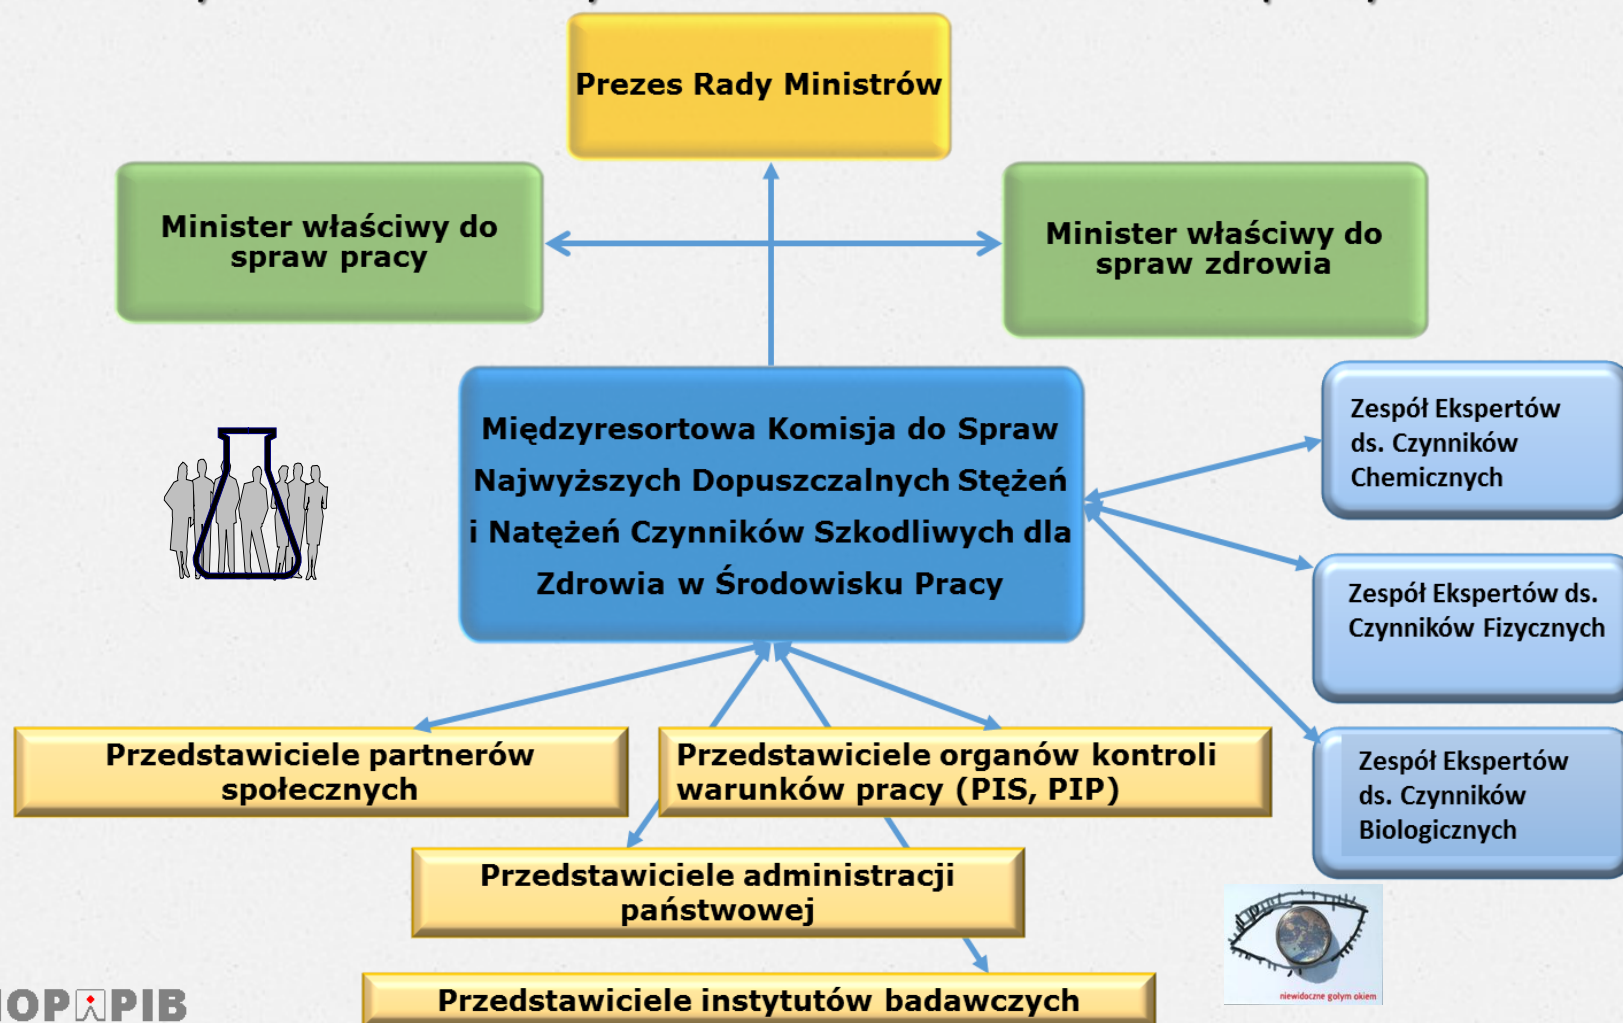 Prezes Rady Ministrów
Minister właściwy do
spraw pracy
Minister właściwy do
spraw zdrowia
Międzyresortowa Komisja do Spraw
Najwyższych Dopuszczalnych Stężeń
i Natężeń Czynników Szkodliwych dla
Zdrowia w Środowisku Pracy
Zespół Ekspertów
ds. Czynników
Chemicznych
Zespół Ekspertów ds.
Czynników Fizycznych
Zespół Ekspertów
ds. Czynników
Biologicznych
Przedstawiciele partnerów
społecznych
Przedstawiciele organów kontroli
warunków pracy (PIS, PIP)
Przedstawiciele administracji
państwowej
Przedstawiciele instytutów badawczych
niewidoczne gołym okiem
IOP PIB